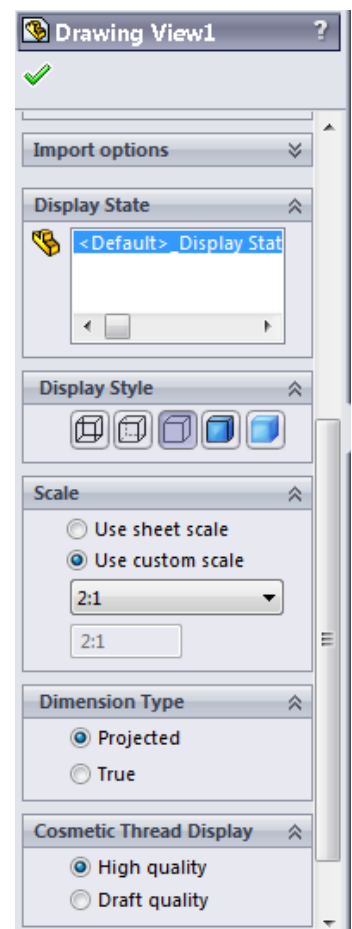 Drawing View1 ?
Import options
Display State
<Default>_Display Stat
Display Style
Scale
Use sheet scale
Use custom scale
2:1
2:1
Dimension Type
Projected
True
Cosmetic Thread Display
High quality
Draft quality